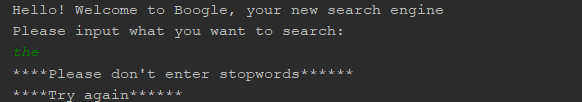 Hello! Welcome to Boogle, your new search engine
Please input what you want to search:
the
****Please don't enter stopwords******
****Try again******